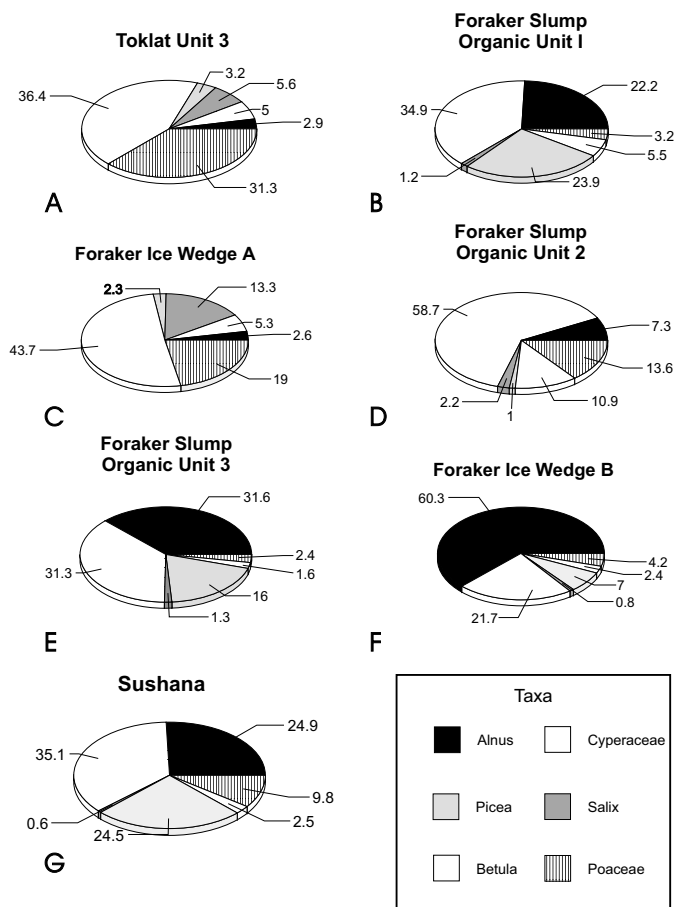 Toklat Unit 3
36.4
3.2
5.6
5
2.9
31.3
A
Foraker Slump
Organic Unit I
22.2
34.9
3.2
5.5
1.2
23.9
B
Foraker Ice Wedge A
2.3
13.3
5.3
2.6
43.7
19
C
Foraker Slump
Organic Unit 2
58.7
7.3
13.6
10.9
2.2
1
D
Foraker Slump
Organic Unit 3
31.6
2.4
1.6
31.3
16
1.3
E
Foraker Ice Wedge B
60.3
4.2
2.4
7
0.8
21.7
F
Sushana
24.9
35.1
9.8
2.5
0.6
24.5
G
Taxa
Alnus
Cyperaceae
Picea
Salix
Betula
Poaceae